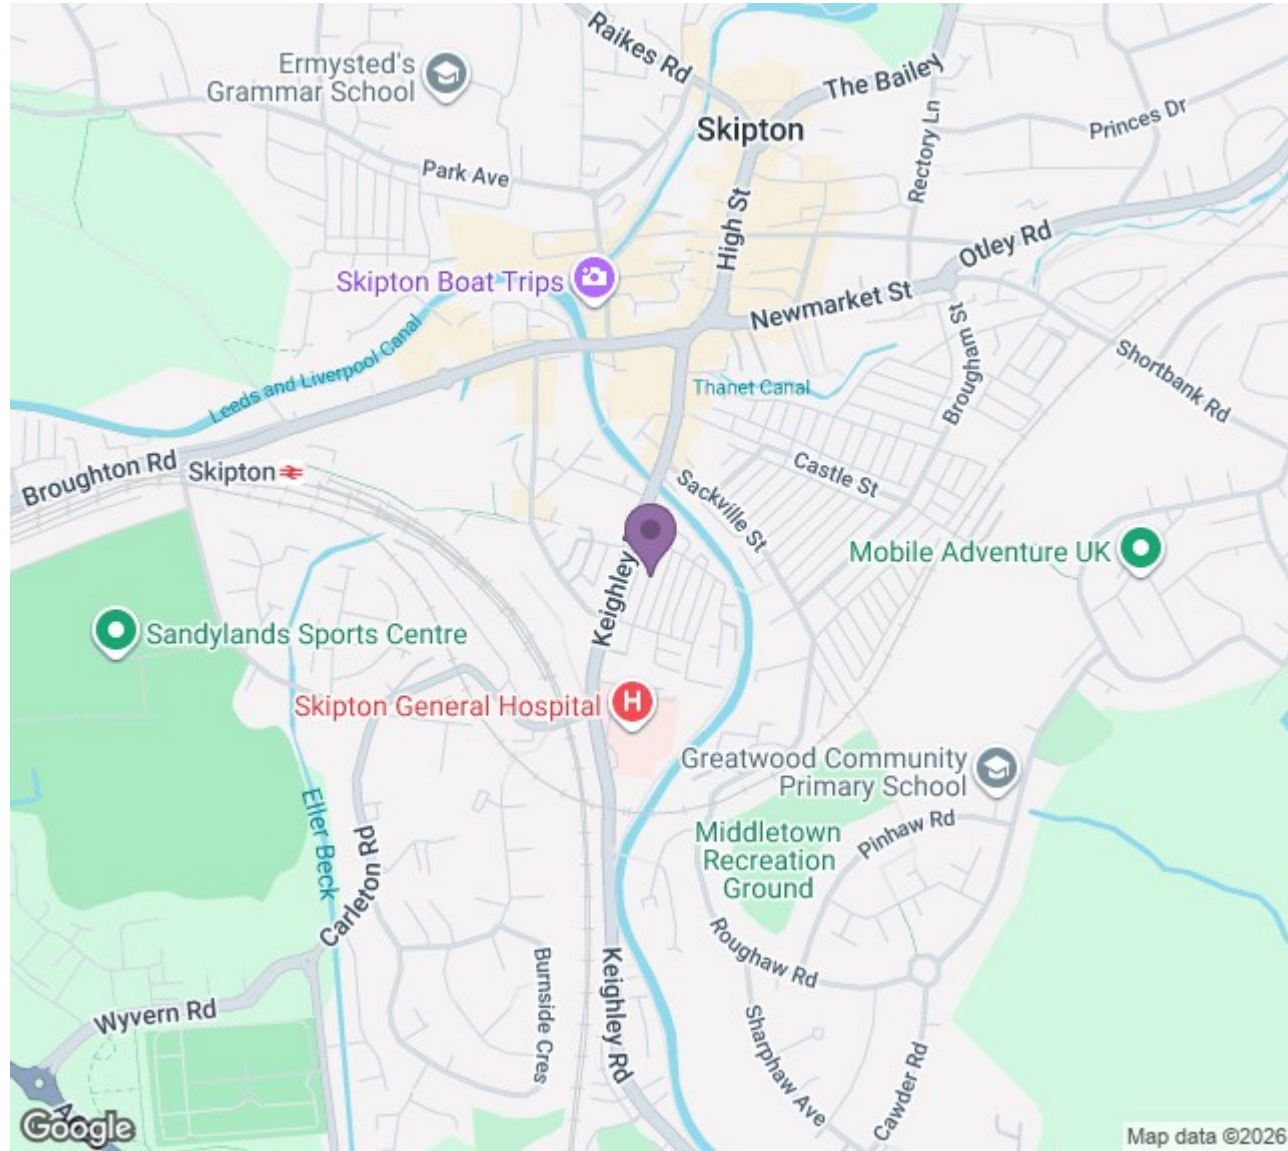 Raikes Rd
The Bailey
Ermysted's
Grammar School
Skipton
Princes Dr
Rectory Ln
Park Ave
High St
Otley Rd
Skipton Boat Trips
Newmarket St
Leeds and Liverpool Canal
Brougham St
Shortbank Rd
Thanet Canal
Broughton Rd
Skipton
Castle St
Sackville St
Keighley
Mobile Adventure UK
Sandylands Sports Centre
H
Skipton General Hospital
Greatwood Community
Primary School
Eller Beck
Carleton Rd
Middletown
Recreation
Ground
Pinhaw Rd
Roughaw Rd
Burnside Cres
Keighley Rd
Wyvern Rd
Sharphaw Ave
Cawder Rd
Google
Map data ©2026